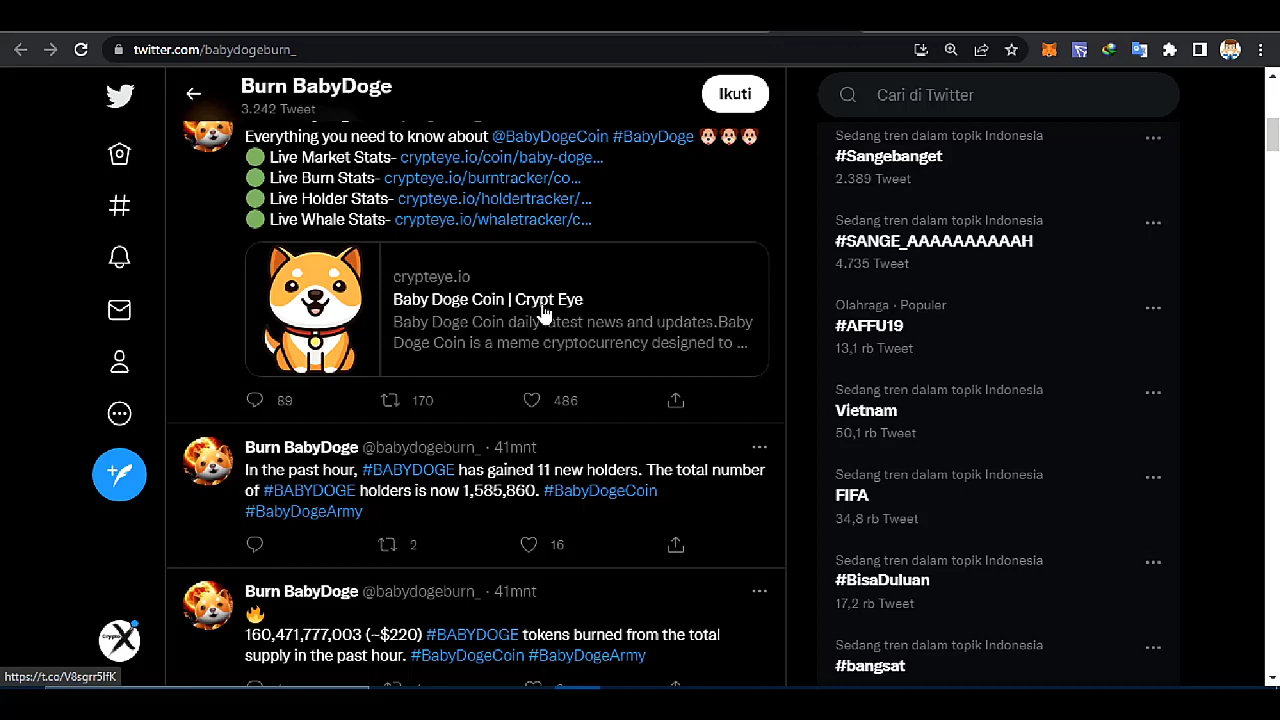 twitter.com/babydogeburn_
Burn BabyDoge
3.242 Tweet
Ikuti
Cari di Twitter
Everything you need to know about @BabyDogeCoin #BabyDoge
Live Market Stats- crypteye.io/coin/baby-doge...
Live Burn Stats- crypteye.io/burntracker/co...
Live Holder Stats- crypteye.io/holdertracker/...
Live Whale Stats- crypteye.io/whaletracker/c...
crypteye.io
Baby Doge Coin | Crypt Eye
Baby Doge Coin daily latest news and updates.Baby
Doge Coin is a meme cryptocurrency designed to ...
89
170
486
Burn BabyDoge @babydogeburn_ · 41mnt
In the past hour, #BABYDOGE has gained 11 new holders. The total number
of #BABYDOGE holders is now 1,585,860. #BabyDogeCoin
#BabyDogeArmy
2
16
Burn BabyDoge @babydogeburn_ · 41mnt
160,471,777,003 (~$220) #BABYDOGE tokens burned from the total
supply in the past hour. #BabyDogeCoin #BabyDogeArmy
Sedang tren dalam topik Indonesia
#Sangebanget
2.389 Tweet
Sedang tren dalam topik Indonesia
#SANGE_AAAAAAAAAAH
4.735 Tweet
Olahraga · Populer
#AFFU19
13,1 rb Tweet
Sedang tren dalam topik Indonesia
Vietnam
50,1 rb Tweet
Sedang tren dalam topik Indonesia
FIFA
34,8 rb Tweet
Sedang tren dalam topik Indonesia
#BisaDuluan
17,2 rb Tweet
Sedang tren dalam topik Indonesia
#bangsat
Crypto X
https://t.co/V8sgrr5lfK